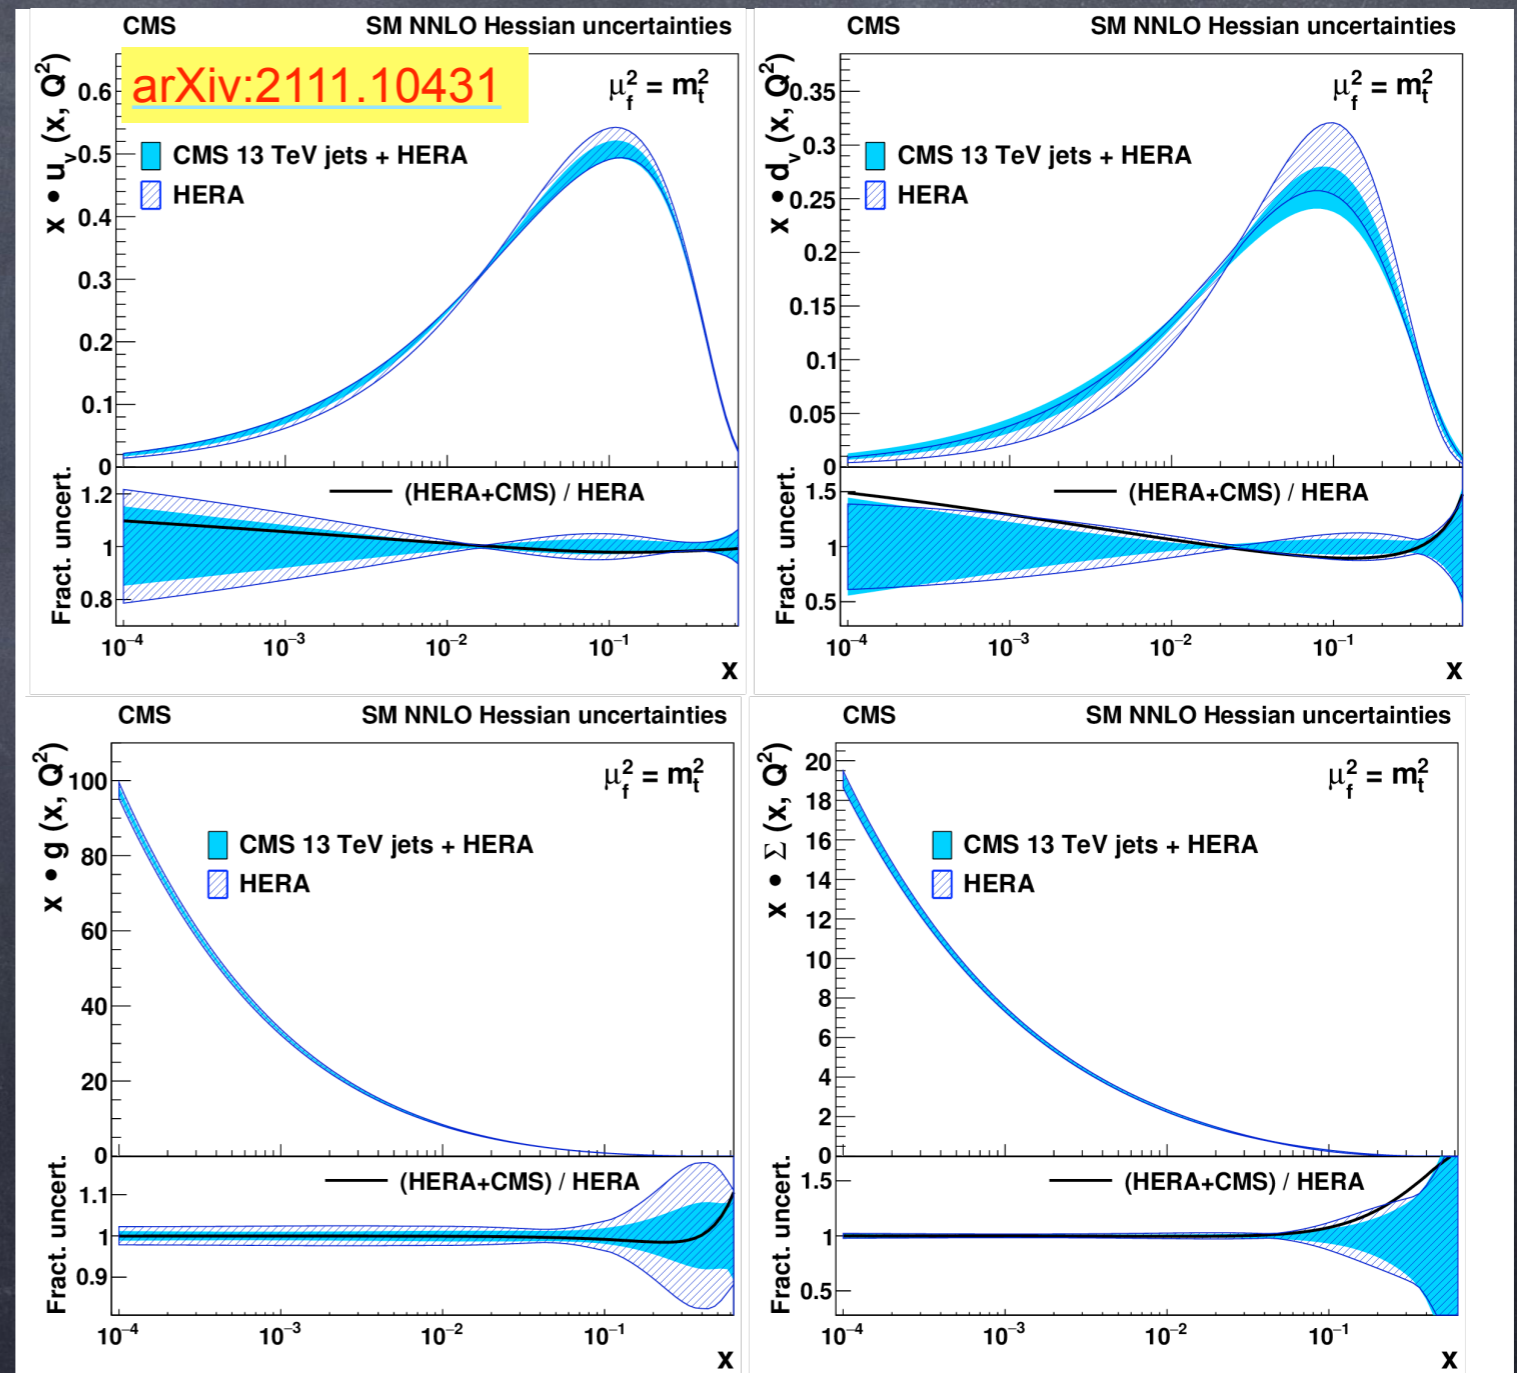 CMS SM NNLO Hessian uncertainties
arXiv:2111.10431
μ_f^2 = m_t^2
x • u_v (x, Q^2)
CMS 13 TeV jets + HERA
HERA
0.6
0.5
0.4
0.3
0.2
0.1
0
Fract. uncert.
(HERA+CMS) / HERA
1.2
1
0.8
10^−4 10^−3 10^−2 10^−1
x
CMS SM NNLO Hessian uncertainties
μ_f^2 = m_t^2
x • d_v (x, Q^2)
CMS 13 TeV jets + HERA
HERA
0.35
0.3
0.25
0.2
0.15
0.1
0.05
0
Fract. uncert.
(HERA+CMS) / HERA
1.5
1
0.5
10^−4 10^−3 10^−2 10^−1
x
CMS SM NNLO Hessian uncertainties
μ_f^2 = m_t^2
x • g (x, Q^2)
CMS 13 TeV jets + HERA
HERA
100
80
60
40
20
0
Fract. uncert.
(HERA+CMS) / HERA
1.1
1
0.9
10^−4 10^−3 10^−2 10^−1
x
CMS SM NNLO Hessian uncertainties
μ_f^2 = m_t^2
x • Σ (x, Q^2)
CMS 13 TeV jets + HERA
HERA
20
18
16
14
12
10
8
6
4
2
0
Fract. uncert.
(HERA+CMS) / HERA
1.5
1
0.5
10^−4 10^−3 10^−2 10^−1
x